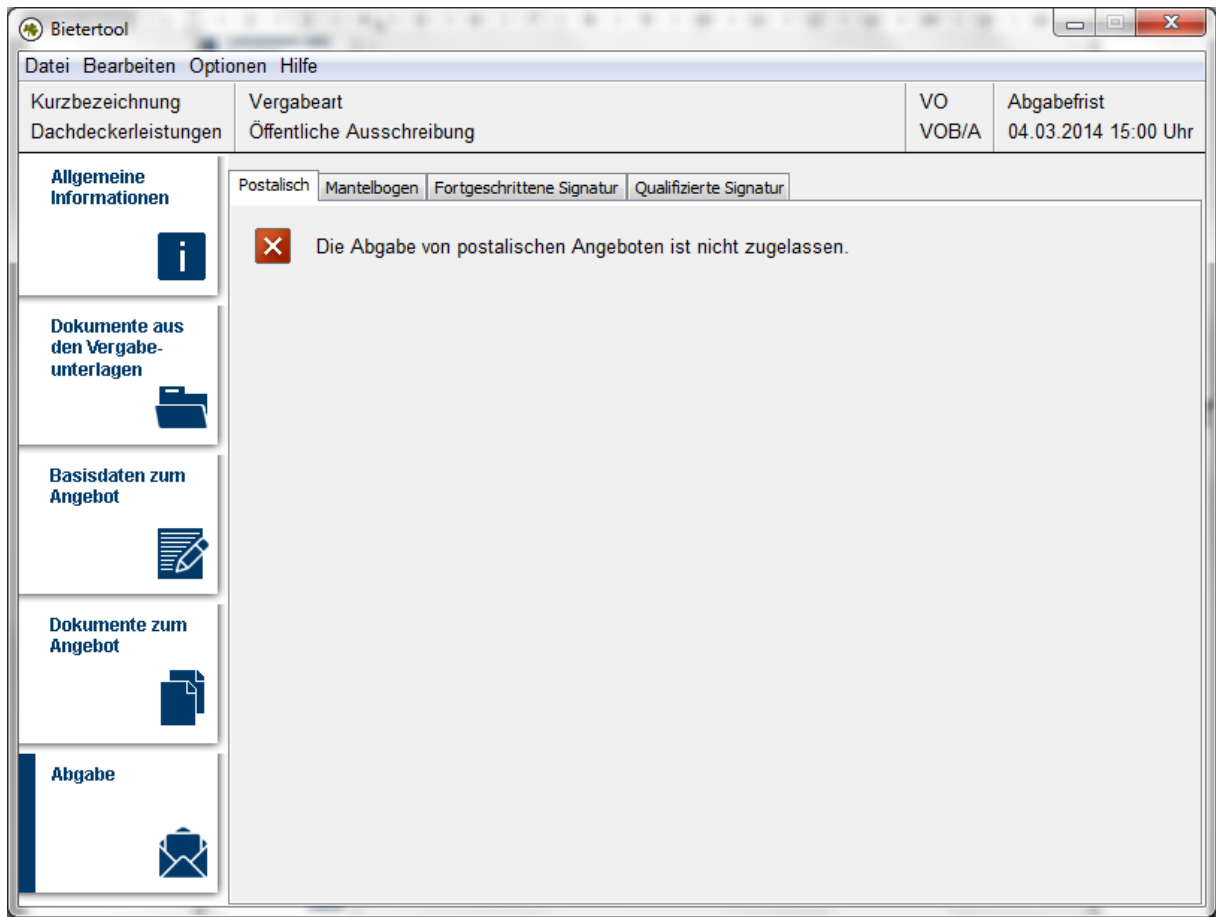 Bietertool
Datei Bearbeiten Optionen Hilfe
Kurzbezeichnung
Dachdeckerleistungen
Vergabeart
Öffentliche Ausschreibung
VO
VOB/A
Abgabefrist
04.03.2014 15:00 Uhr
Allgemeine
Informationen
i
Dokumente aus
den Vergabe-
unterlagen
Basisdaten zum
Angebot
Dokumente zum
Angebot
Abgabe
Postalisch Mantelbogen Fortgeschrittene Signatur Qualifizierte Signatur
Die Abgabe von postalischen Angeboten ist nicht zugelassen.